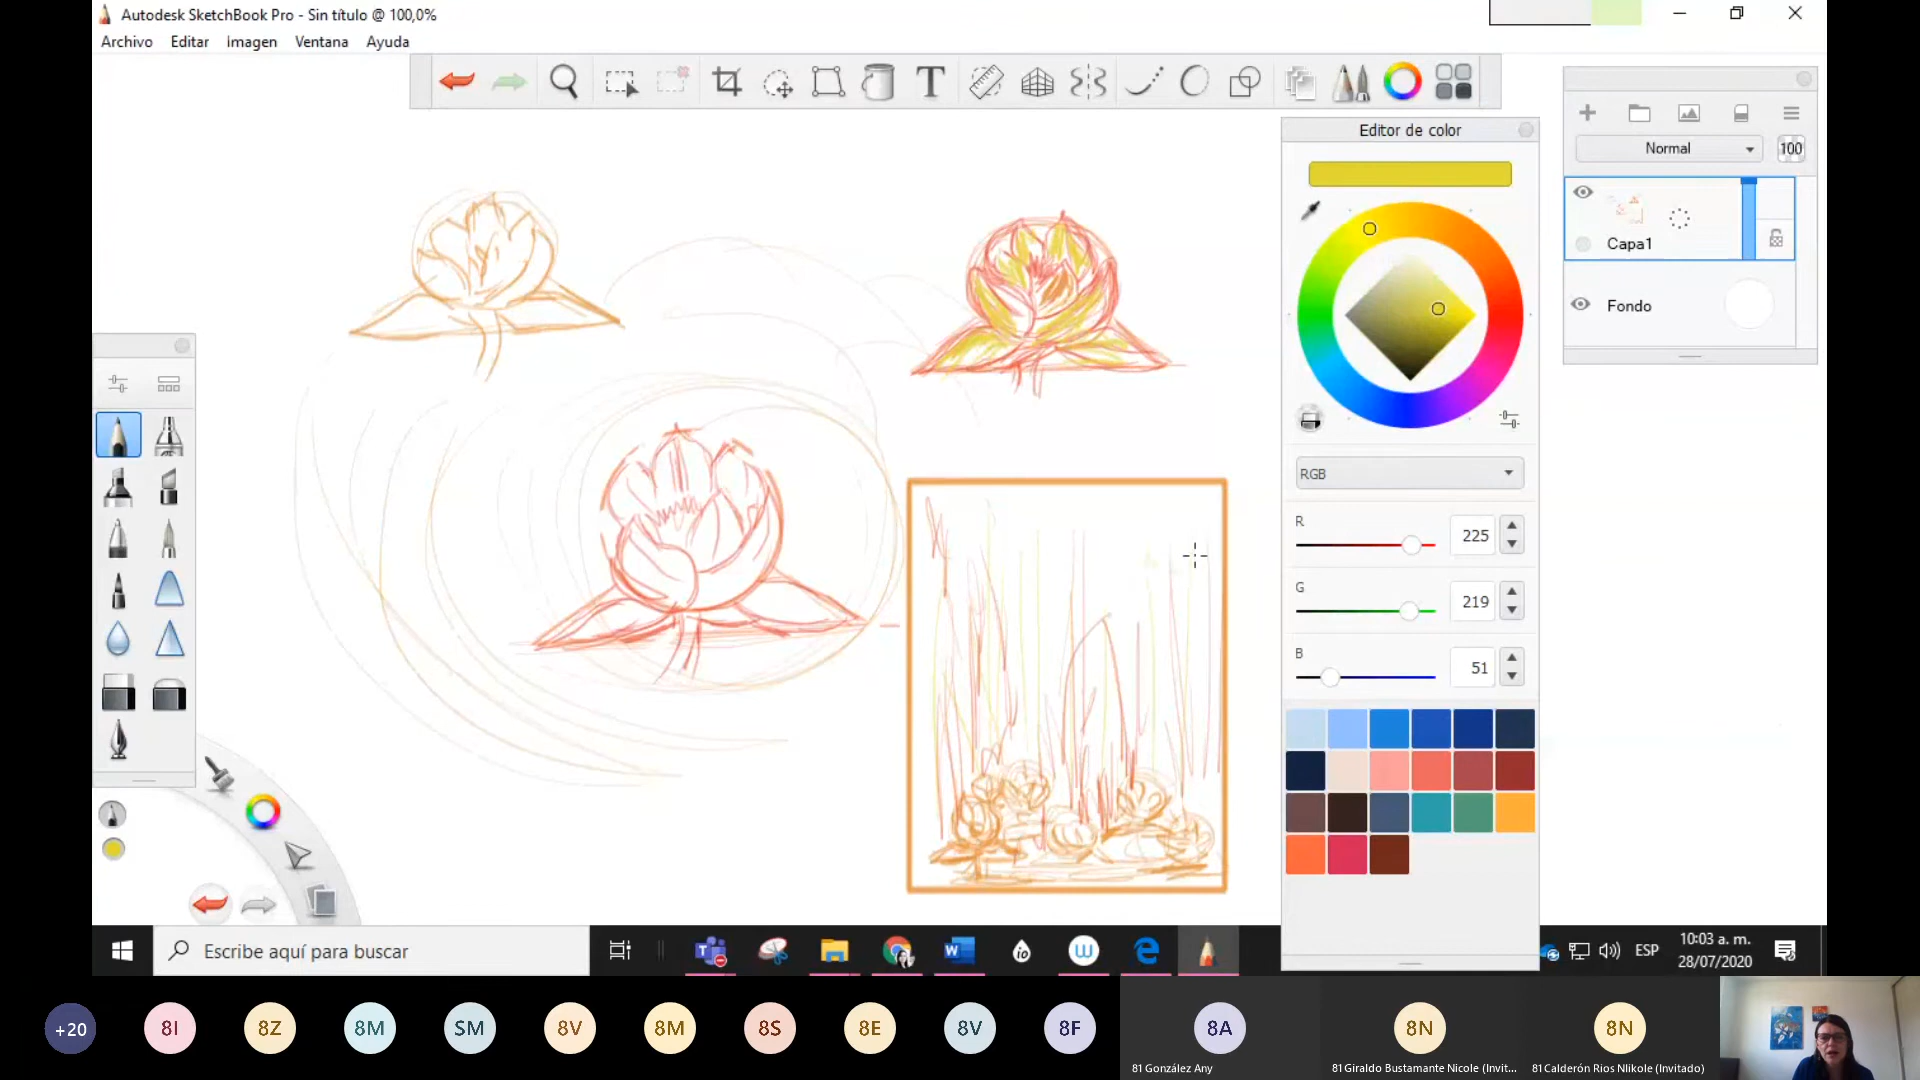 Autodesk SketchBook Pro - Sin título @ 100,0%
Archivo Editar Imagen Ventana Ayuda
T
Editor de color
Normal 100
Capa1
Fondo
RGB
R 225
G 219
B 51
Escribe aquí para buscar
ESP
10:03 a. m.
28/07/2020
+20 8I 8Z 8M SM 8V 8M 8S 8E 8V 8F 8A 8N 8N
81 González Any
81 Giraldo Bustamante Nicole (Invit...
81 Calderón Rios Nlikole (Invitado)